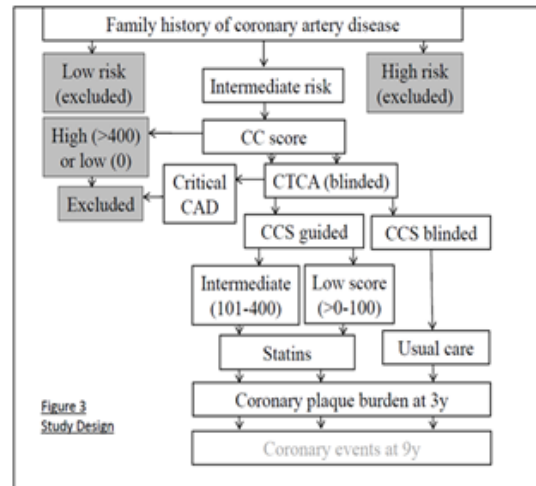 Family history of coronary artery disease
Low risk
(excluded)
Intermediate risk
High risk
(excluded)
High (>400)
or low (0)
CC score
Excluded
Critical
CAD
CTCA (blinded)
CCS guided
CCS blinded
Intermediate
(101-400)
Low score
(>0-100)
Statins
Usual care
Coronary plaque burden at 3y
Coronary events at 9y
Figure 3
Study Design